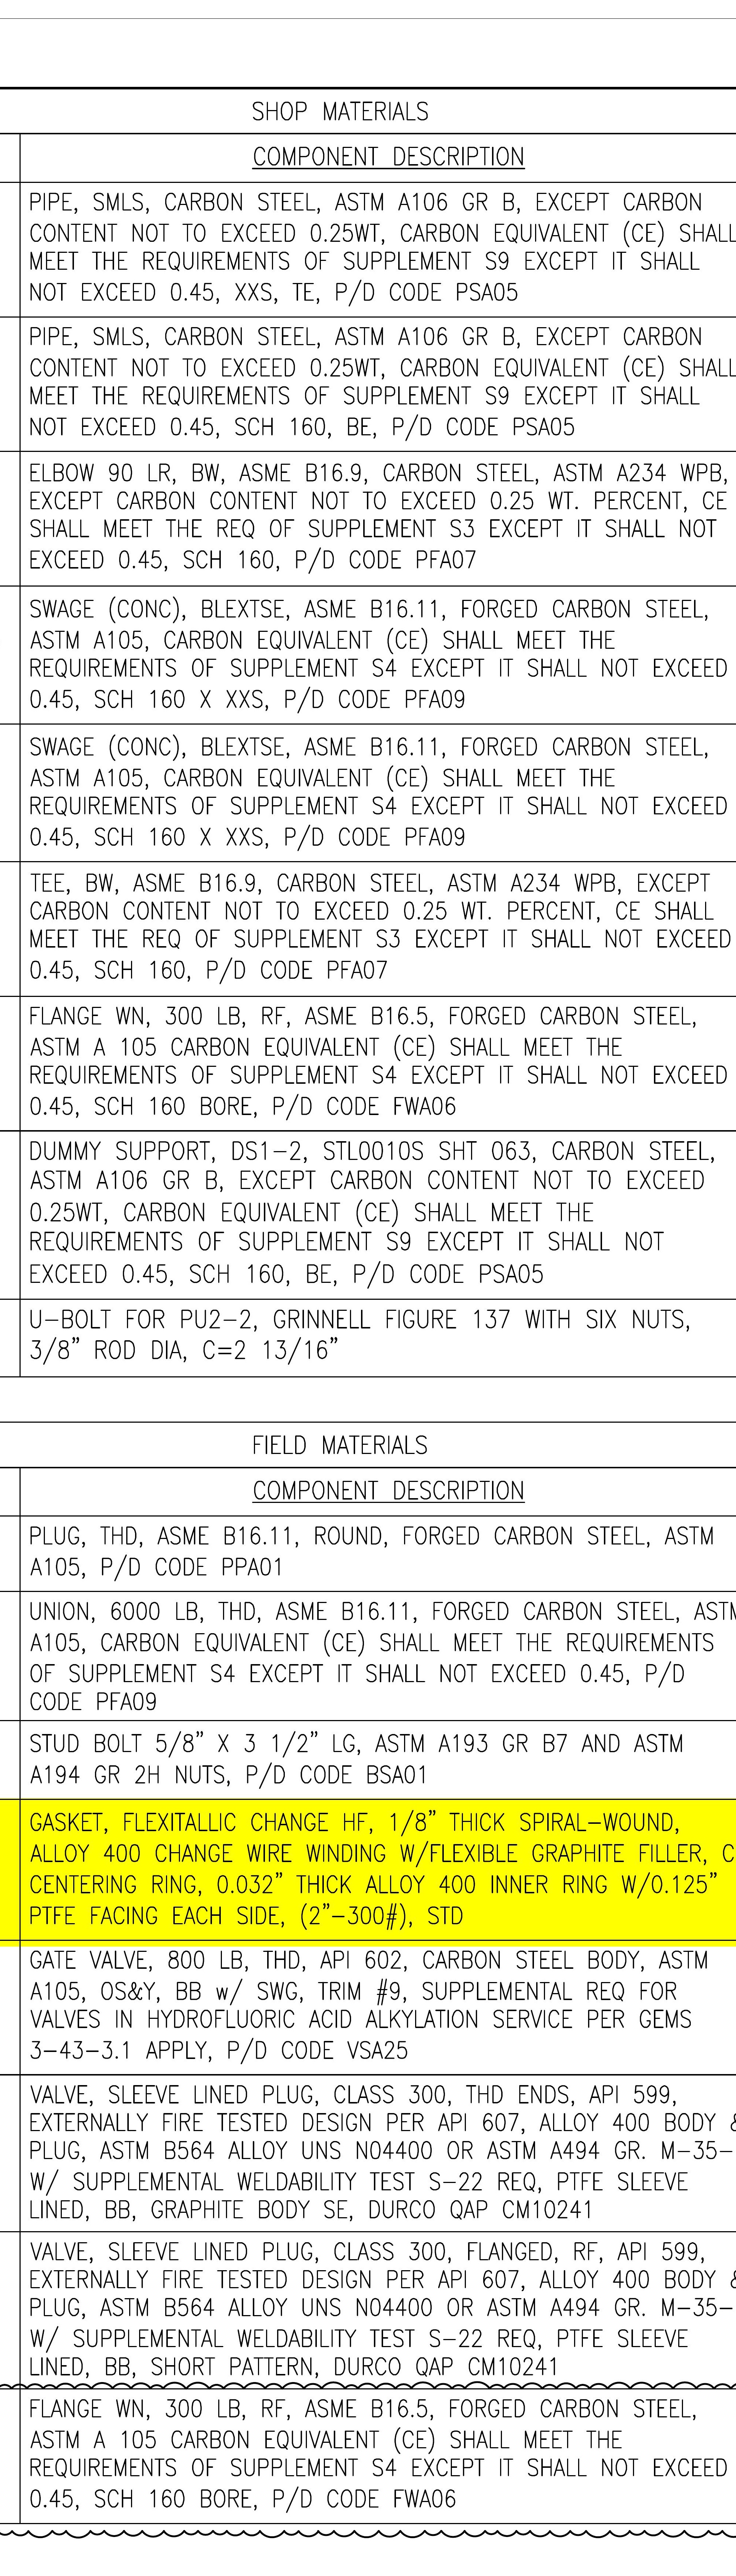 SHOP MATERIALS
COMPONENT DESCRIPTION
PIPE, SMLS, CARBON STEEL, ASTM A106 GR B, EXCEPT CARBON
CONTENT NOT TO EXCEED 0.25WT, CARBON EQUIVALENT (CE) SHALL
MEET THE REQUIREMENTS OF SUPPLEMENT S9 EXCEPT IT SHALL
NOT EXCEED 0.45, XXS, TE, P/D CODE PSA05
PIPE, SMLS, CARBON STEEL, ASTM A106 GR B, EXCEPT CARBON
CONTENT NOT TO EXCEED 0.25WT, CARBON EQUIVALENT (CE) SHALL
MEET THE REQUIREMENTS OF SUPPLEMENT S9 EXCEPT IT SHALL
NOT EXCEED 0.45, SCH 160, BE, P/D CODE PSA05
ELBOW 90 LR, BW, ASME B16.9, CARBON STEEL, ASTM A234 WPB,
EXCEPT CARBON CONTENT NOT TO EXCEED 0.25 WT. PERCENT, CE
SHALL MEET THE REQ OF SUPPLEMENT S3 EXCEPT IT SHALL NOT
EXCEED 0.45, SCH 160, P/D CODE PFA07
SWAGE (CONC), BLEXTSE, ASME B16.11, FORGED CARBON STEEL,
ASTM A105, CARBON EQUIVALENT (CE) SHALL MEET THE
REQUIREMENTS OF SUPPLEMENT S4 EXCEPT IT SHALL NOT EXCEED
0.45, SCH 160 X XXS, P/D CODE PFA09
SWAGE (CONC), BLEXTSE, ASME B16.11, FORGED CARBON STEEL,
ASTM A105, CARBON EQUIVALENT (CE) SHALL MEET THE
REQUIREMENTS OF SUPPLEMENT S4 EXCEPT IT SHALL NOT EXCEED
0.45, SCH 160 X XXS, P/D CODE PFA09
TEE, BW, ASME B16.9, CARBON STEEL, ASTM A234 WPB, EXCEPT
CARBON CONTENT NOT TO EXCEED 0.25 WT. PERCENT, CE SHALL
MEET THE REQ OF SUPPLEMENT S3 EXCEPT IT SHALL NOT EXCEED
0.45, SCH 160, P/D CODE PFA07
FLANGE WN, 300 LB, RF, ASME B16.5, FORGED CARBON STEEL,
ASTM A 105 CARBON EQUIVALENT (CE) SHALL MEET THE
REQUIREMENTS OF SUPPLEMENT S4 EXCEPT IT SHALL NOT EXCEED
0.45, SCH 160 BORE, P/D CODE FWA06
DUMMY SUPPORT, DS1-2, STL0010S SHT 063, CARBON STEEL,
ASTM A106 GR B, EXCEPT CARBON CONTENT NOT TO EXCEED
0.25WT, CARBON EQUIVALENT (CE) SHALL MEET THE
REQUIREMENTS OF SUPPLEMENT S9 EXCEPT IT SHALL NOT
EXCEED 0.45, SCH 160, BE, P/D CODE PSA05
U-BOLT FOR PU2-2, GRINNELL FIGURE 137 WITH SIX NUTS,
3/8" ROD DIA, C=2 13/16"
FIELD MATERIALS
COMPONENT DESCRIPTION
PLUG, THD, ASME B16.11, ROUND, FORGED CARBON STEEL, ASTM
A105, P/D CODE PPA01
UNION, 6000 LB, THD, ASME B16.11, FORGED CARBON STEEL, ASTM
A105, CARBON EQUIVALENT (CE) SHALL MEET THE REQUIREMENTS
OF SUPPLEMENT S4 EXCEPT IT SHALL NOT EXCEED 0.45, P/D
CODE PFA09
STUD BOLT 5/8" X 3 1/2" LG, ASTM A193 GR B7 AND ASTM
A194 GR 2H NUTS, P/D CODE BSA01
GASKET, FLEXITALLIC CHANGE HF, 1/8" THICK SPIRAL-WOUND,
ALLOY 400 CHANGE WIRE WINDING W/FLEXIBLE GRAPHITE FILLER,
CENTERING RING, 0.032" THICK ALLOY 400 INNER RING W/0.125"
PTFE FACING EACH SIDE, (2"-300#), STD
GATE VALVE, 800 LB, THD, API 602, CARBON STEEL BODY, ASTM
A105, OS&Y, BB w/ SWG, TRIM #9, SUPPLEMENTAL REQ FOR
VALVES IN HYDROFLUORIC ACID ALKYLATION SERVICE PER GEMS
3-43-3.1 APPLY, P/D CODE VSA25
VALVE, SLEEVE LINED PLUG, CLASS 300, THD ENDS, API 599,
EXTERNALLY FIRE TESTED DESIGN PER API 607, ALLOY 400 BODY &
PLUG, ASTM B564 ALLOY UNS N04400 OR ASTM A494 GR. M-35-
W/ SUPPLEMENTAL WELDABILITY TEST S-22 REQ, PTFE SLEEVE
LINED, BB, GRAPHITE BODY SE, DURCO QAP CM10241
VALVE, SLEEVE LINED PLUG, CLASS 300, FLANGED, RF, API 599,
EXTERNALLY FIRE TESTED DESIGN PER API 607, ALLOY 400 BODY &
PLUG, ASTM B564 ALLOY UNS N04400 OR ASTM A494 GR. M-35-
W/ SUPPLEMENTAL WELDABILITY TEST S-22 REQ, PTFE SLEEVE
LINED, BB, SHORT PATTERN, DURCO QAP CM10241
FLANGE WN, 300 LB, RF, ASME B16.5, FORGED CARBON STEEL,
ASTM A 105 CARBON EQUIVALENT (CE) SHALL MEET THE
REQUIREMENTS OF SUPPLEMENT S4 EXCEPT IT SHALL NOT EXCEED
0.45, SCH 160 BORE, P/D CODE FWA06